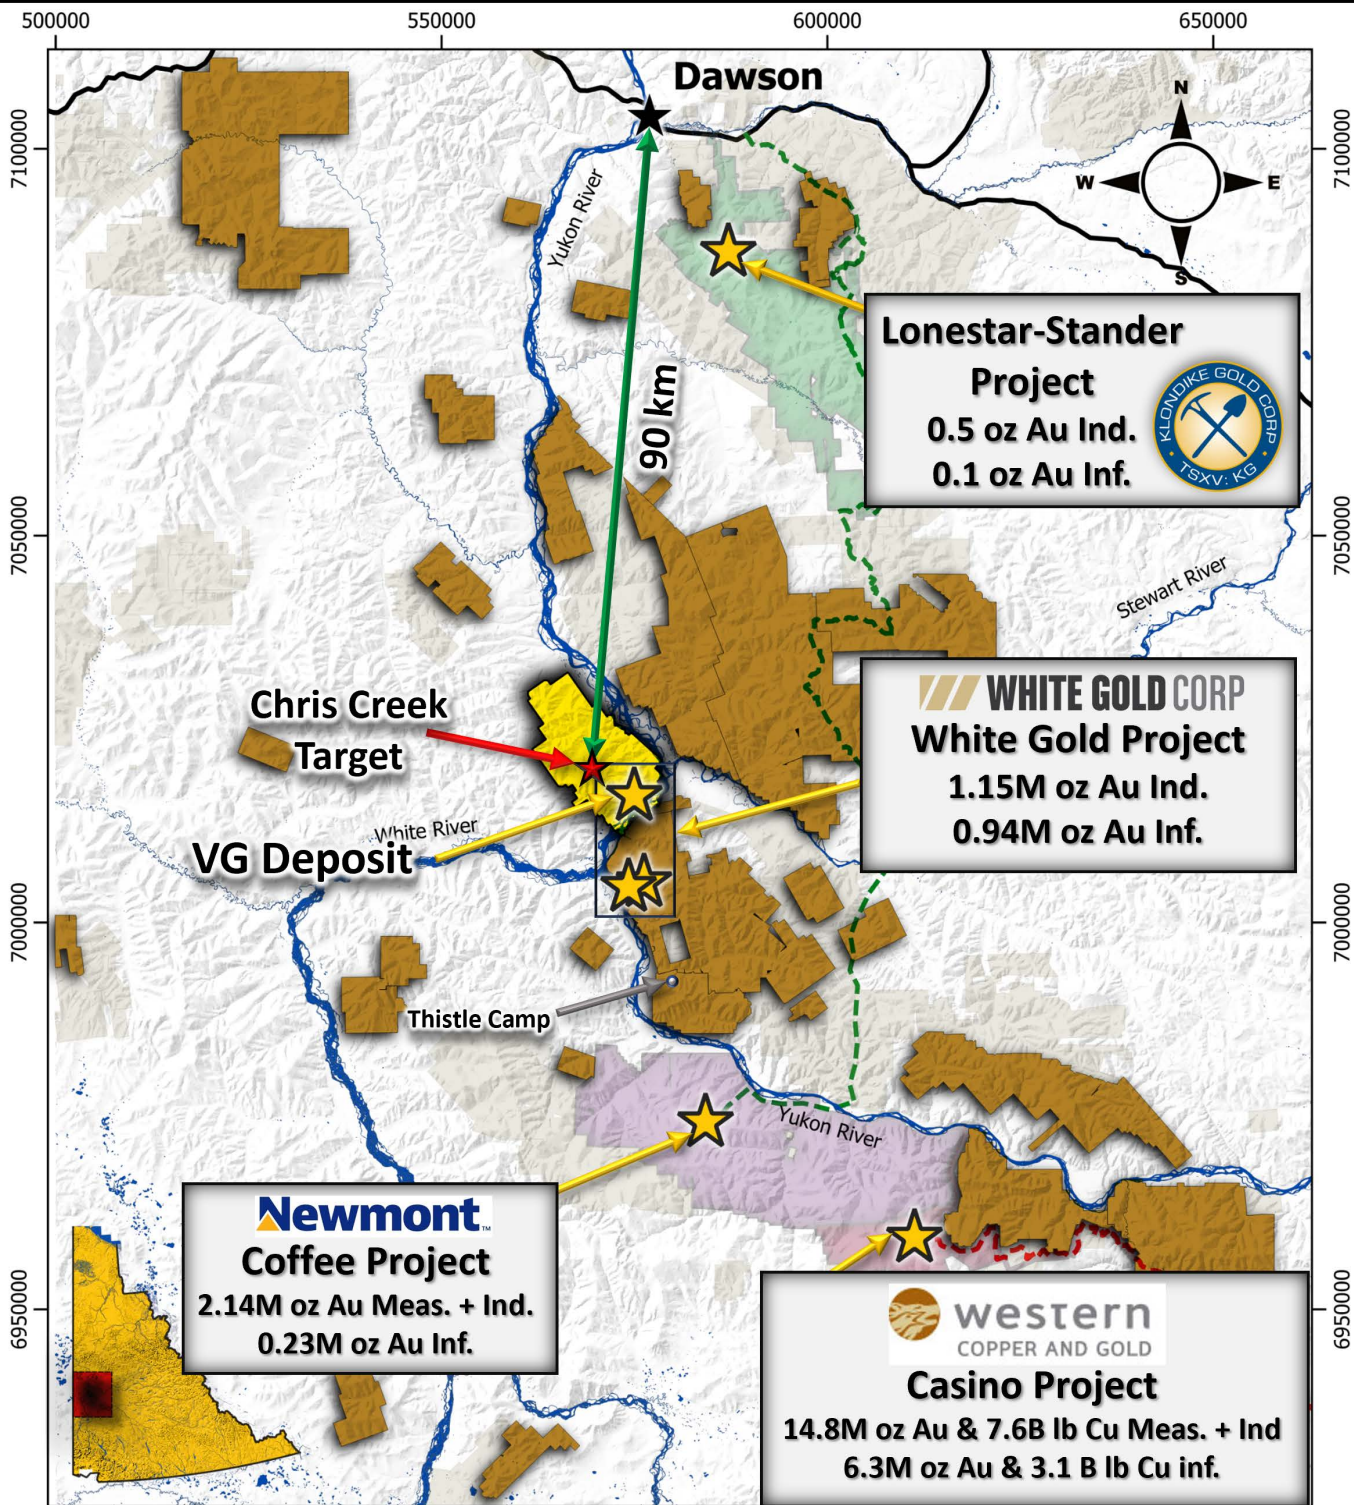 500000
550000
600000
650000
Dawson
N
W
E
S
7100000
7100000
Yukon River
Lonestar-Stander
Project
0.5 oz Au Ind.
0.1 oz Au Inf.
KLONDIKE GOLD CORP
TSXV: KG
90 km
7050000
7050000
Stewart River
WHITE GOLD CORP
White Gold Project
1.15M oz Au Ind.
0.94M oz Au Inf.
Chris Creek
Target
White River
VG Deposit
7000000
7000000
Thistle Camp
Yukon River
Newmont™
Coffee Project
2.14M oz Au Meas. + Ind.
0.23M oz Au Inf.
6950000
6950000
western
COPPER AND GOLD
Casino Project
14.8M oz Au & 7.6B lb Cu Meas. + Ind
6.3M oz Au & 3.1 B lb Cu inf.